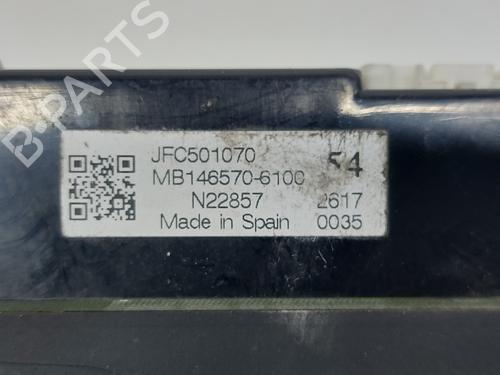 JFC501070 54
MB146570-6100
N22857 2617
Made in Spain 0035
B-PARTS